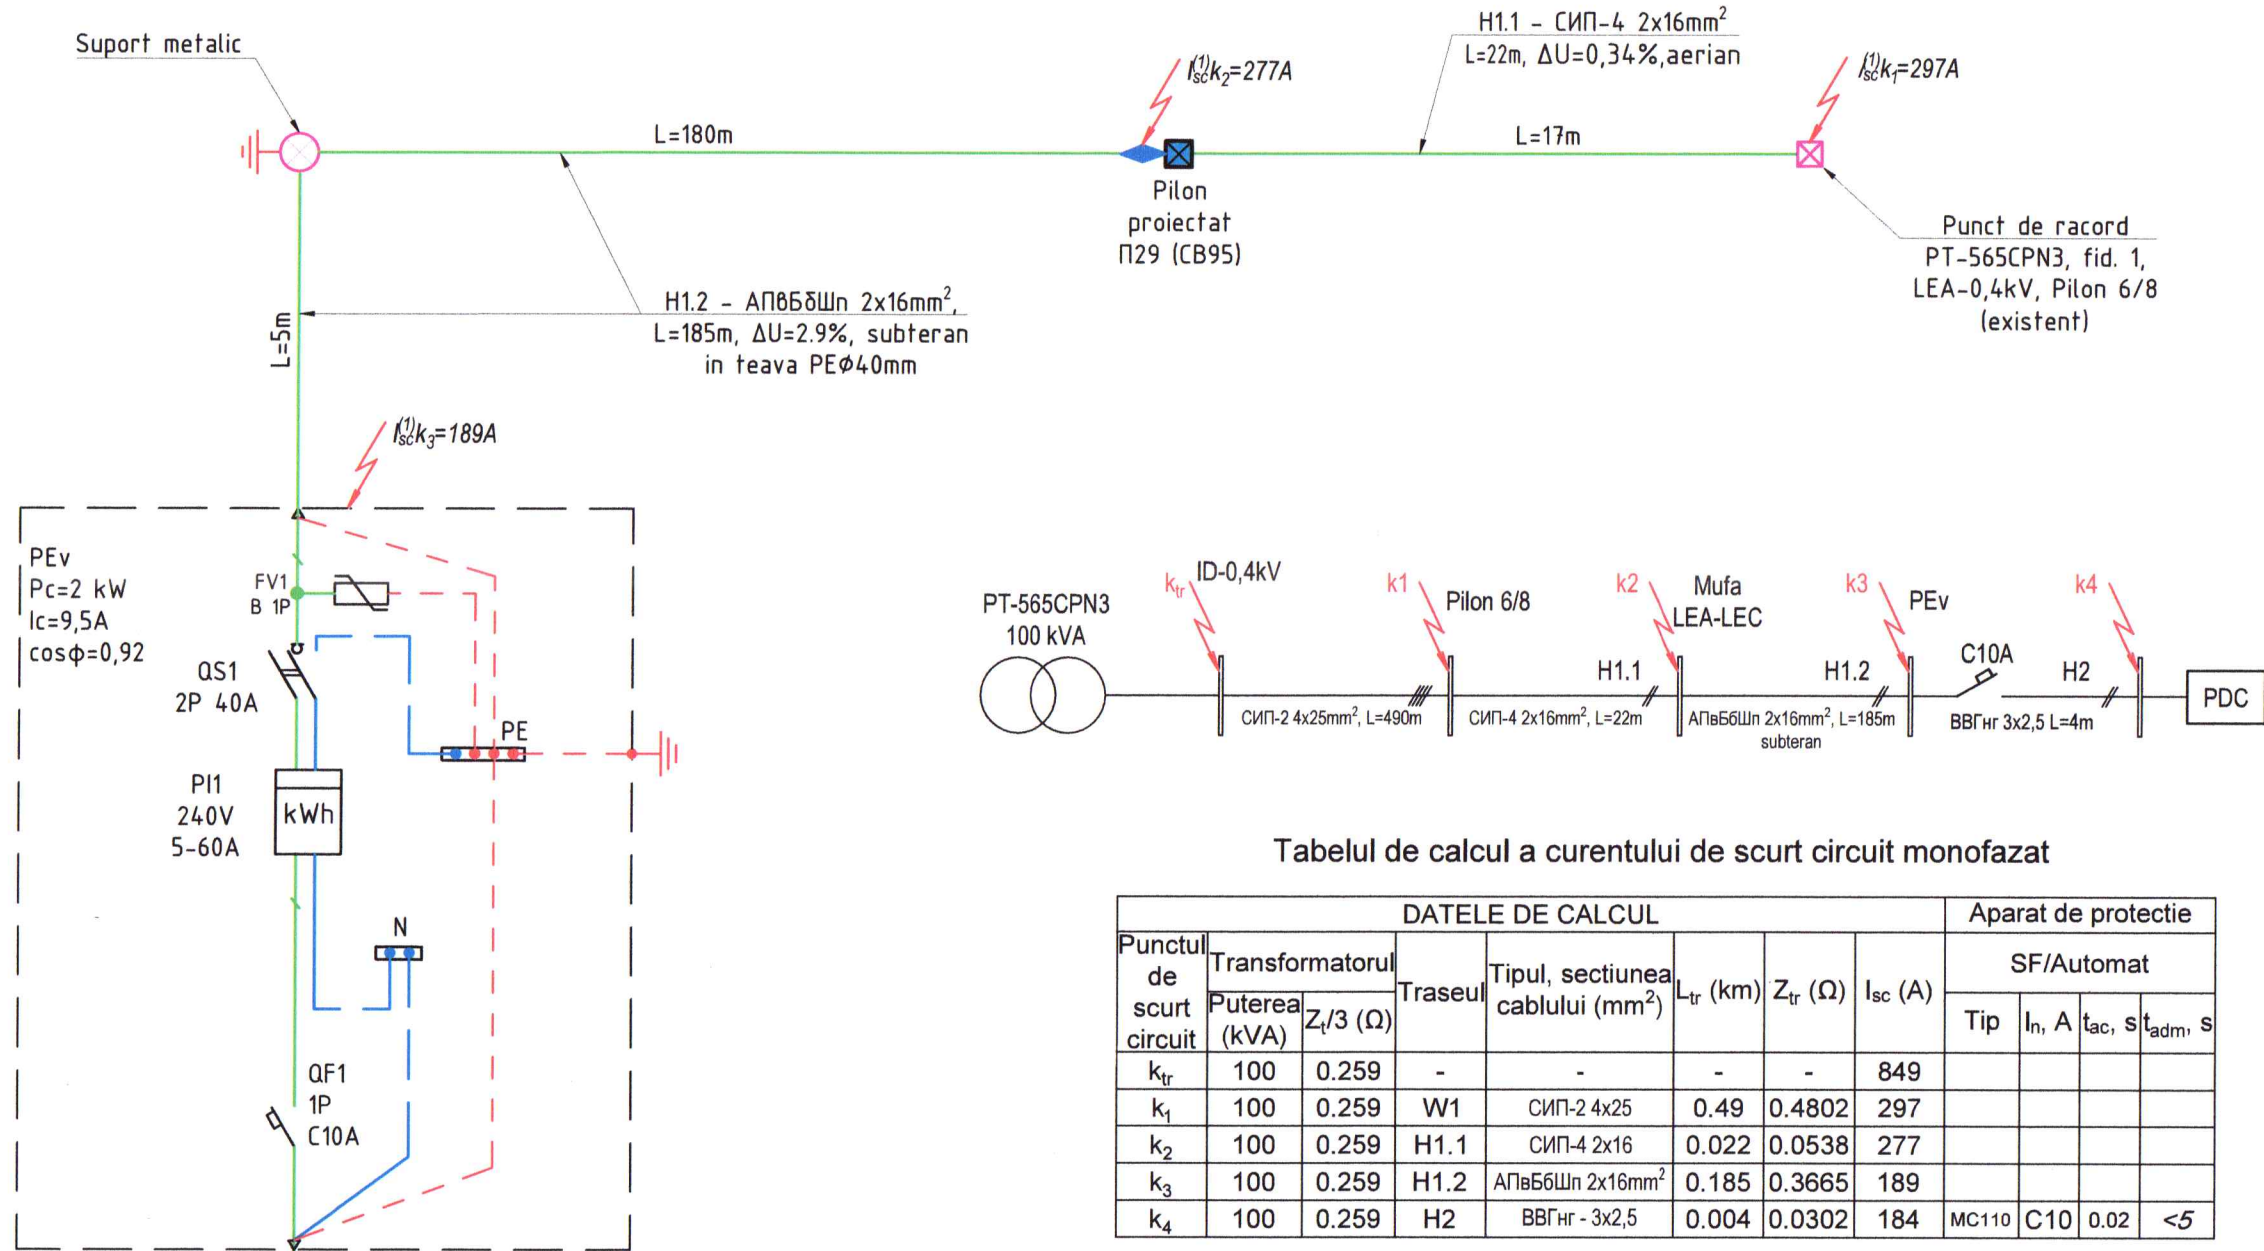 Suport metalic
L=180m
I(1)sc k2=277A
H1.1 - СИП-4 2x16mm²
L=22m, ΔU=0,34%,aerian
I(1)sc k1=297A
L=17m
Pilon
proiectat
П29 (СВ95)
Punct de racord
PT-565CPN3, fid. 1,
LEA-0,4kV, Pilon 6/8
(existent)
H1.2 - АПвБбШп 2x16mm²,
L=185m, ΔU=2.9%, subteran
in teava PEϕ40mm
L=5m
I(1)sc k3=189A
PEv
Pc=2 kW
Ic=9,5A
cosϕ=0,92
FV1
B 1P
QS1
2P 40A
PE
PI1
240V
5-60A
kWh
N
QF1
1P
C10A
PT-565CPN3
100 kVA
ktr
ID-0,4kV
k1
Pilon 6/8
k2
Mufa
LEA-LEC
k3
PEv
k4
H1.1
H1.2
C10A
H2
PDC
СИП-2 4x25mm², L=490m
СИП-4 2x16mm², L=22m
АПвБбШп 2x16mm², L=185m
subteran
ВВГнг 3x2,5 L=4m
Tabelul de calcul a curentului de scurt circuit monofazat
DATELE DE CALCUL
Aparat de protectie
Punctul
de
scurt
circuit
Transformatorul
Puterea
(kVA)
Zt/3 (Ω)
Traseul
Tipul, sectiunea
cablului (mm²)
Ltr (km)
Ztr (Ω)
Isc (A)
SF/Automat
Tip
In, A
tac, s
tadm, s
ktr 100 0.259 - - - - 849
k1 100 0.259 W1 СИП-2 4x25 0.49 0.4802 297
k2 100 0.259 H1.1 СИП-4 2x16 0.022 0.0538 277
k3 100 0.259 H1.2 АПвБбШп 2x16mm² 0.185 0.3665 189
k4 100 0.259 H2 ВВГнг - 3x2,5 0.004 0.0302 184 MC110 C10 0.02 <5